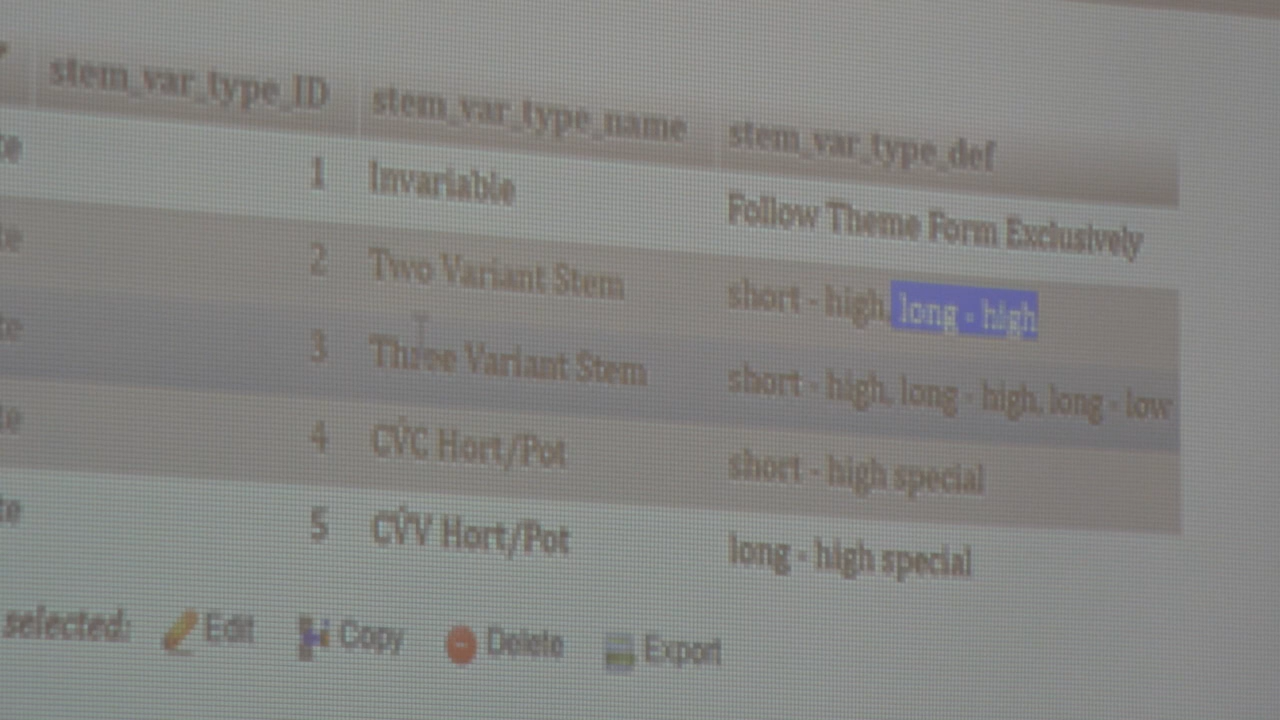 stem_var_type_ID stem_var_type_name stem_var_type_def
1 Invariable Follow Theme Form Exclusively
2 Two Variant Stem short - high, long - high
3 Three Variant Stem short - high, long - high, long - low
4 CV̂C Hort/Pot short - high special
5 CV̂V Hort/Pot long - high special
selected: Edit Copy Delete Export